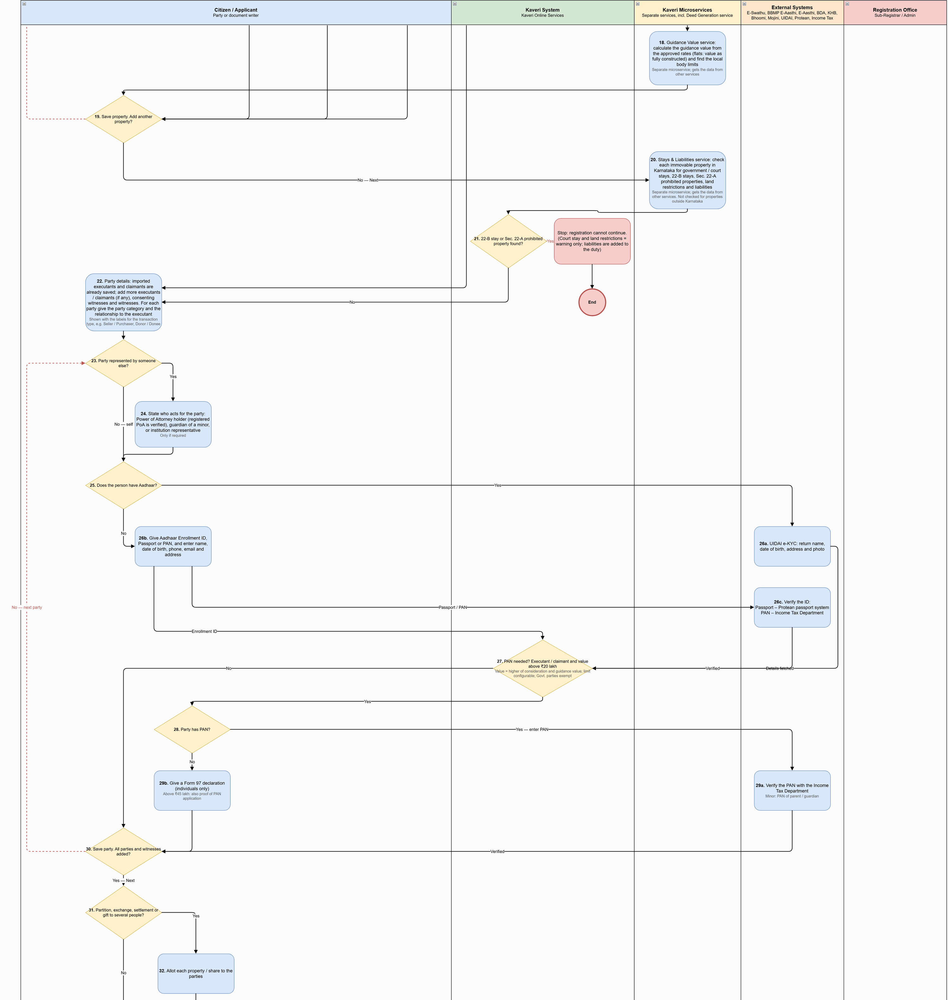 Citizen / Applicant
Party or document writer
Kaveri System
Kaveri Online Services
Kaveri Microservices
Separate services, incl. Deed Generation service
External Systems
E-Swathu, BBMP E-Aasthi, E-Aasthi, BDA, KHB,
Bhoomi, Mojini, UIDAI, Protean, Income Tax
Registration Office
Sub-Registrar / Admin
18. Guidance Value service:
calculate the guidance value from
the approved rates (flats: value as
fully constructed) and find the local
body limits
Separate microservice; gets the data from
other services
19. Save property. Add another
property?
20. Stays & Liabilities service: check
each immovable property in
Karnataka for government / court
stays, 22-B stays, Sec. 22-A
prohibited properties, land
restrictions and liabilities
Separate microservice; gets the data from
other services. Not checked for properties
outside Karnataka
No — Next
21. 22-B stay or Sec. 22-A prohibited
property found?
Yes
Stop: registration cannot continue.
(Court stay and land restrictions =
warning only; liabilities are added to
the duty)
22. Party details: imported
executants and claimants are
already saved; add more executants
/ claimants (if any), consenting
witnesses and witnesses. For each
party give the party category and the
relationship to the executant
Shown with the labels for the transaction
type, e.g. Seller / Purchaser, Donor / Donee
No
End
23. Party represented by someone
else?
Yes
No — self
24. State who acts for the party:
Power of Attorney holder (registered
PoA is verified), guardian of a minor,
or institution representative
Only if required
25. Does the person have Aadhaar?
Yes
No
26b. Give Aadhaar Enrollment ID,
Passport or PAN, and enter name,
date of birth, phone, email and
address
26a. UIDAI e-KYC: return name,
date of birth, address and photo
No — next party
Passport / PAN
26c. Verify the ID:
Passport – Protean passport system
PAN – Income Tax Department
Enrollment ID
27. PAN needed? Executant / claimant and value
above ₹20 lakh
Value = higher of consideration and guidance value; limit
configurable; Govt. parties exempt
No
Verified
Details fetched
Yes
28. Party has PAN?
Yes — enter PAN
No
29b. Give a Form 97 declaration
(individuals only)
Above ₹45 lakh: also proof of PAN
application
29a. Verify the PAN with the Income
Tax Department
Minor: PAN of parent / guardian
30. Save party. All parties and witnesses
added?
Verified
Yes — Next
31. Partition, exchange, settlement or
gift to several people?
Yes
No
32. Allot each property / share to the
parties